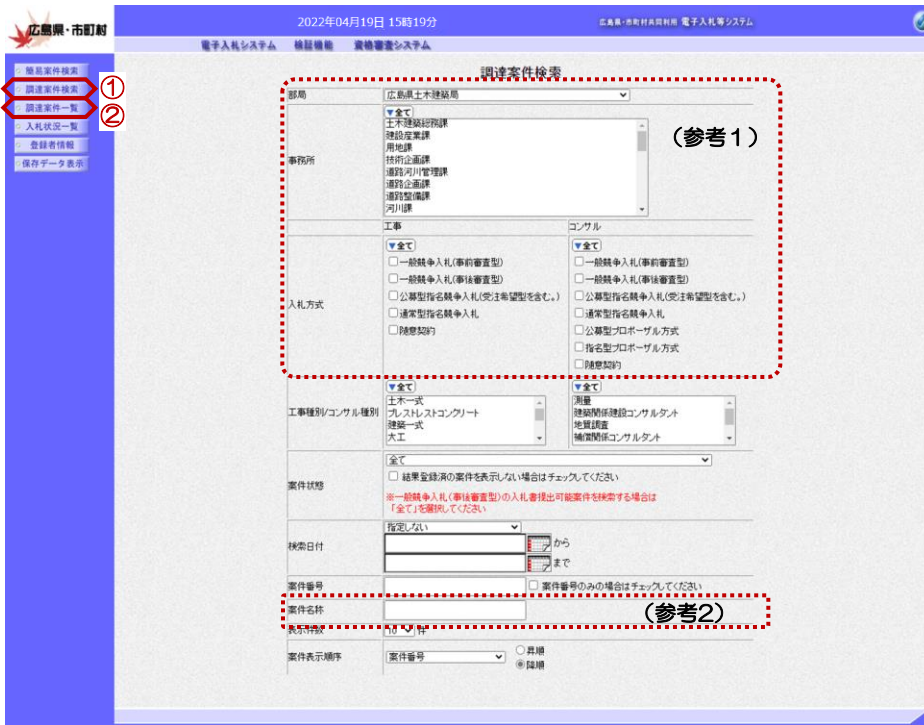 広島県・市町村
2022年04月19日 15時19分
広島県・市町村共同利用 電子入札等システム
電子入札システム 検証機能 資格審査システム
簡易案件検索
調達案件検索 ①
調達案件一覧 ②
入札状況一覧
登録者情報
保存データ表示
調達案件検索
部局 広島県土木建築局
事務所
▼全て
土木建築総務課
建設産業課
用地課
技術企画課
道路河川管理課
道路企画課
道路整備課
河川課
(参考1)
工事 コンサル
入札方式
▼全て
一般競争入札(事前審査型)
一般競争入札(事後審査型)
公募型指名競争入札(受注希望型を含む。)
通常型指名競争入札
随意契約
▼全て
一般競争入札(事前審査型)
一般競争入札(事後審査型)
公募型指名競争入札(受注希望型を含む。)
通常型指名競争入札
公募型プロポーザル方式
指名型プロポーザル方式
随意契約
工事種別/コンサル種別
▼全て
土木一式
プレストレストコンクリート
建築一式
大工
▼全て
測量
建築関係建設コンサルタント
地質調査
補償関係コンサルタント
案件状態
全て
結果登録済の案件を表示しない場合はチェックしてください
※一般競争入札(事後審査型)の入札書提出可能案件を検索する場合は
「全て」を選択してください
検索日付
指定しない
から
まで
案件番号 案件番号のみの場合はチェックしてください
案件名称 (参考2)
表示件数 10 件
案件表示順序 案件番号
昇順
降順